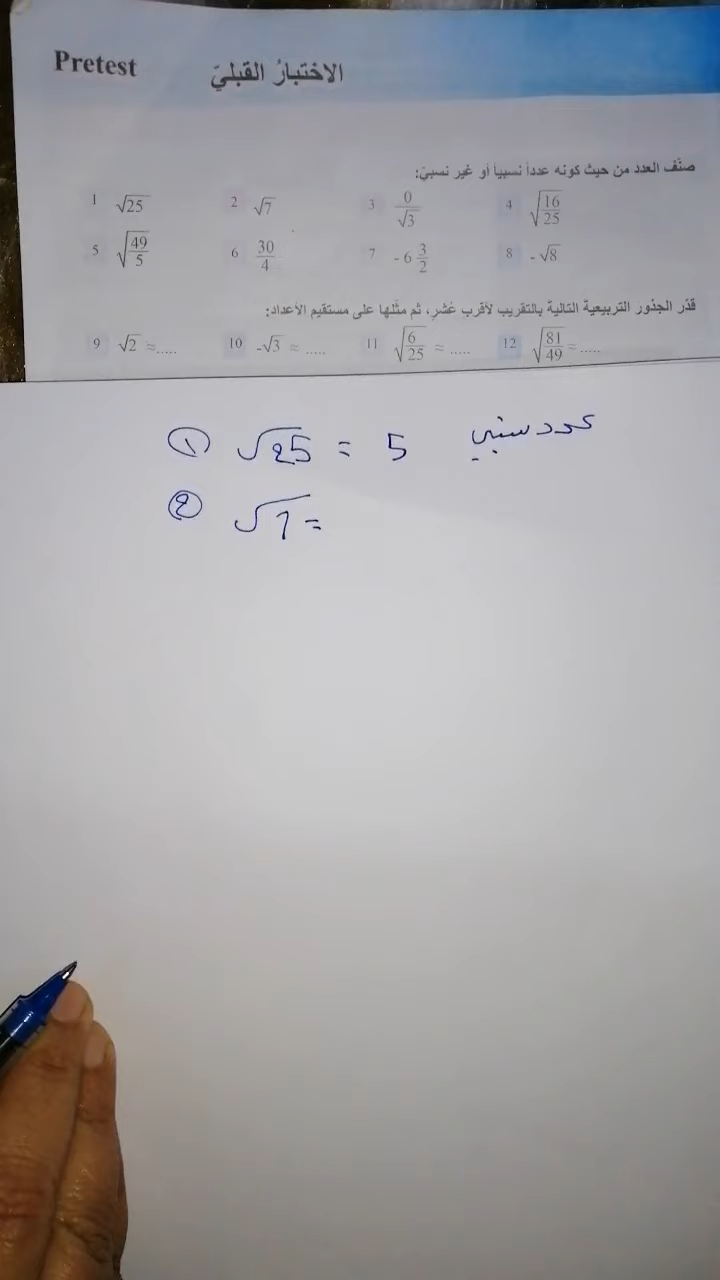 Pretest الاختبارُ القبليّ
صنّف العدد من حيث كونه عدداً نسبياً أو غير نسبيّ:
1 √25 2 √7 3 0/√3 4 √(16/25)
5 √(49/5) 6 30/4 7 - 6 3/2 8 - √8
قدّر الجذور التربيعية التالية بالتقريب لأقرب عُشرٍ، ثم مثّلها على مستقيم الأعداد:
9 √2 ≈ ..... 10 -√3 ≈ ..... 11 √(6/25) ≈ ..... 12 √(81/49) ≈ .....
① √25 = 5 عدد نسبي
② √7 =